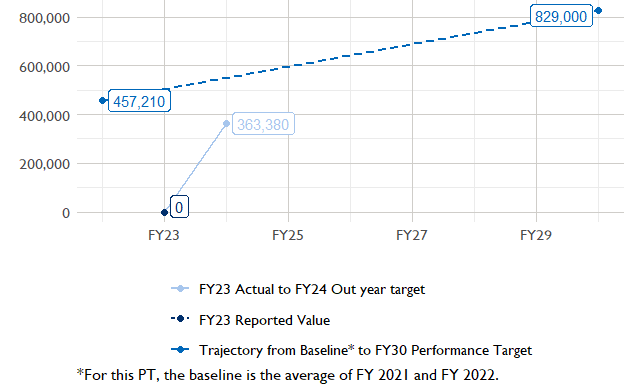 800,000
829,000
600,000
457,210
400,000
363,380
200,000
0
0
FY23 FY25 FY27 FY29
FY23 Actual to FY24 Out year target
FY23 Reported Value
Trajectory from Baseline* to FY30 Performance Target
*For this PT, the baseline is the average of FY 2021 and FY 2022.